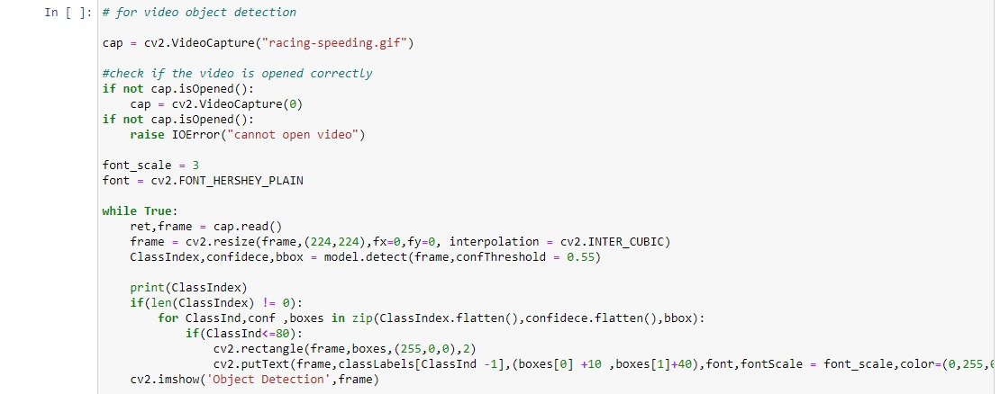 In [ ]: # for video object detection
cap = cv2.VideoCapture("racing-speeding.gif")
#check if the video is opened correctly
if not cap.isOpened():
    cap = cv2.VideoCapture(0)
if not cap.isOpened():
    raise IOError("cannot open video")
font_scale = 3
font = cv2.FONT_HERSHEY_PLAIN
while True:
    ret,frame = cap.read()
    frame = cv2.resize(frame,(224,224),fx=0,fy=0, interpolation = cv2.INTER_CUBIC)
    ClassIndex,confidece,bbox = model.detect(frame,confThreshold = 0.55)
    print(ClassIndex)
    if(len(ClassIndex) != 0):
        for ClassInd,conf ,boxes in zip(ClassIndex.flatten(),confidece.flatten(),bbox):
            if(ClassInd<=80):
                cv2.rectangle(frame,boxes,(255,0,0),2)
                cv2.putText(frame,classLabels[ClassInd -1],(boxes[0] +10 ,boxes[1]+40),font,fontScale = font_scale,color=(0,255,
    cv2.imshow('Object Detection',frame)